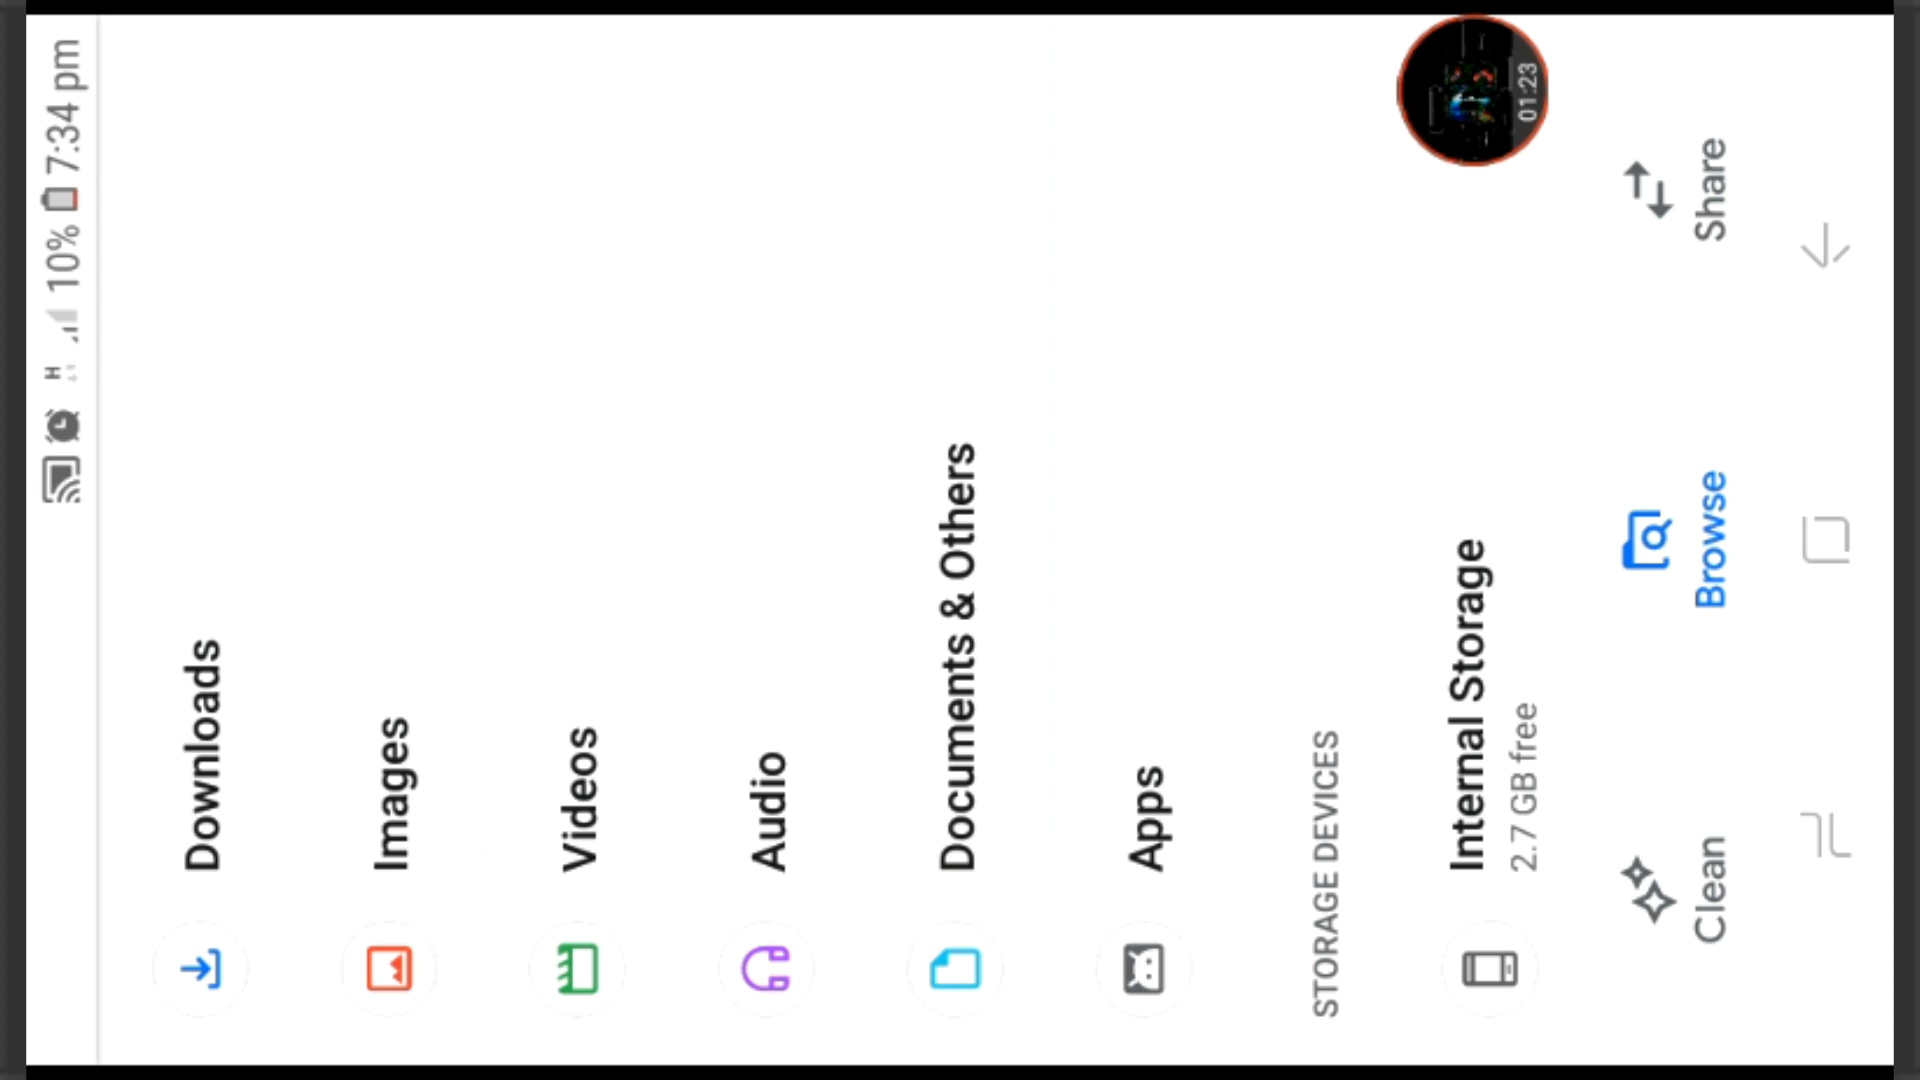 H 10% 7:34 pm
Downloads
Images
Videos
Audio
Documents & Others
Apps
STORAGE DEVICES
Internal Storage
2.7 GB free
01:23
Clean
Browse
Share